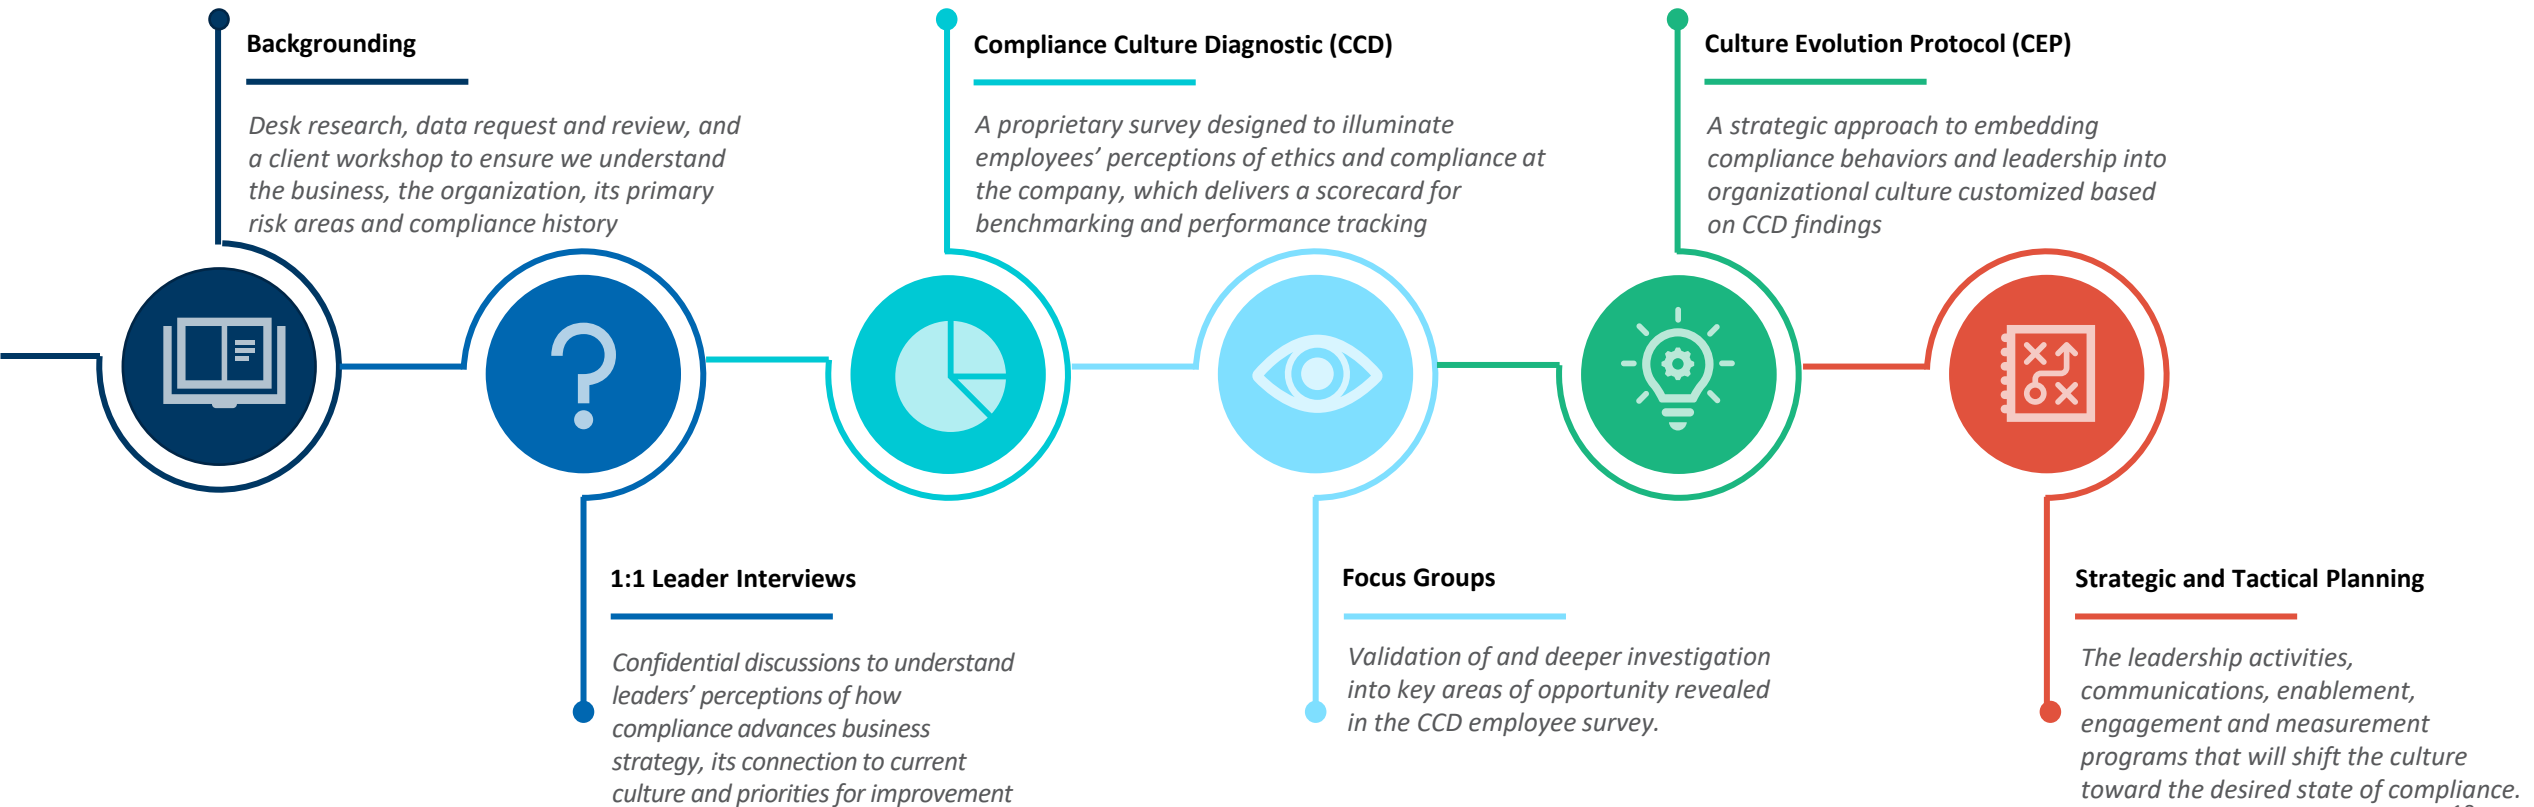 Backgrounding
Desk research, data request and review, and
a client workshop to ensure we understand
the business, the organization, its primary
risk areas and compliance history
Compliance Culture Diagnostic (CCD)
A proprietary survey designed to illuminate
employees’ perceptions of ethics and compliance at
the company, which delivers a scorecard for
benchmarking and performance tracking
Culture Evolution Protocol (CEP)
A strategic approach to embedding
compliance behaviors and leadership into
organizational culture customized based
on CCD findings
1:1 Leader Interviews
Confidential discussions to understand
leaders’ perceptions of how
compliance advances business
strategy, its connection to current
culture and priorities for improvement
Focus Groups
Validation of and deeper investigation
into key areas of opportunity revealed
in the CCD employee survey.
Strategic and Tactical Planning
The leadership activities,
communications, enablement,
engagement and measurement
programs that will shift the culture
toward the desired state of compliance.